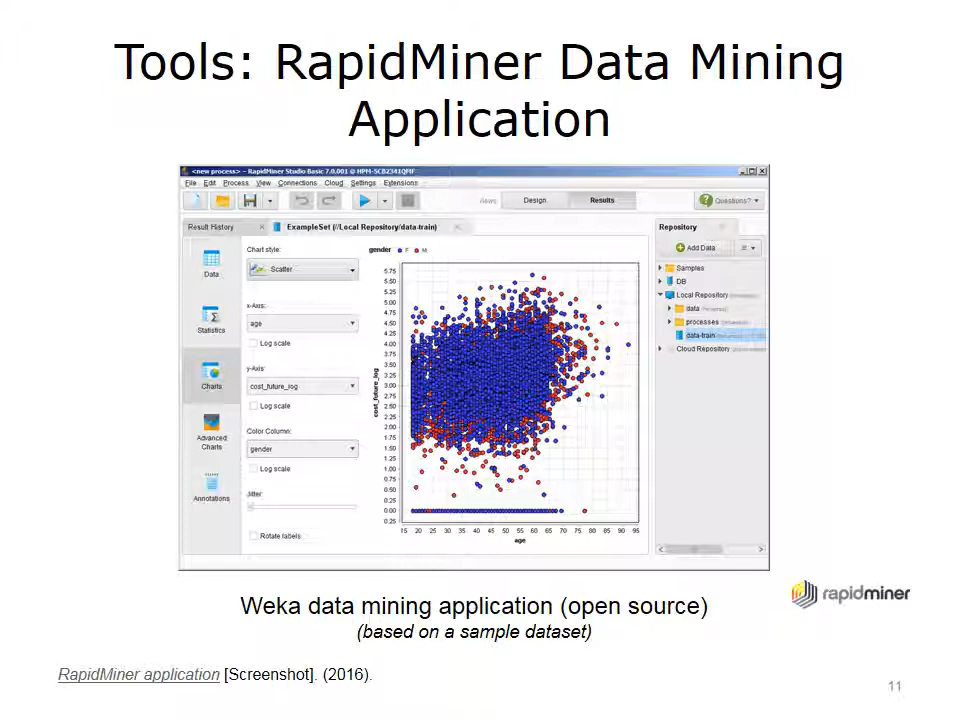 Tools: RapidMiner Data Mining
Application
<new process> – RapidMiner Studio Basic 7.0.001 @ HPM-5CB2341QMF
File Edit Process View Connections Cloud Settings Extensions
Views: Design Results Questions?
Result History ExampleSet (//Local Repository/data-train) Repository
Chart style: gender F M
Add Data
Data
Scatter
Samples
DB
Local Repository
data
processes
data-train
Cloud Repository
Statistics
x-Axis:
age
Log scale
Charts
y-Axis:
cost_future_log
Log scale
Advanced
Charts
Color Column:
gender
Log scale
Annotations
Jitter:
Rotate labels
cost_future_log
5.75
5.50
5.25
5.00
4.75
4.50
4.25
4.00
3.75
3.50
3.25
3.00
2.75
2.50
2.25
2.00
1.75
1.50
1.25
1.00
0.75
0.50
0.25
0.00
0.25
15 20 25 30 35 40 45 50 55 60 65 70 75 80 85 90 95
age
rapidminer
Weka data mining application (open source)
(based on a sample dataset)
RapidMiner application [Screenshot]. (2016).
11